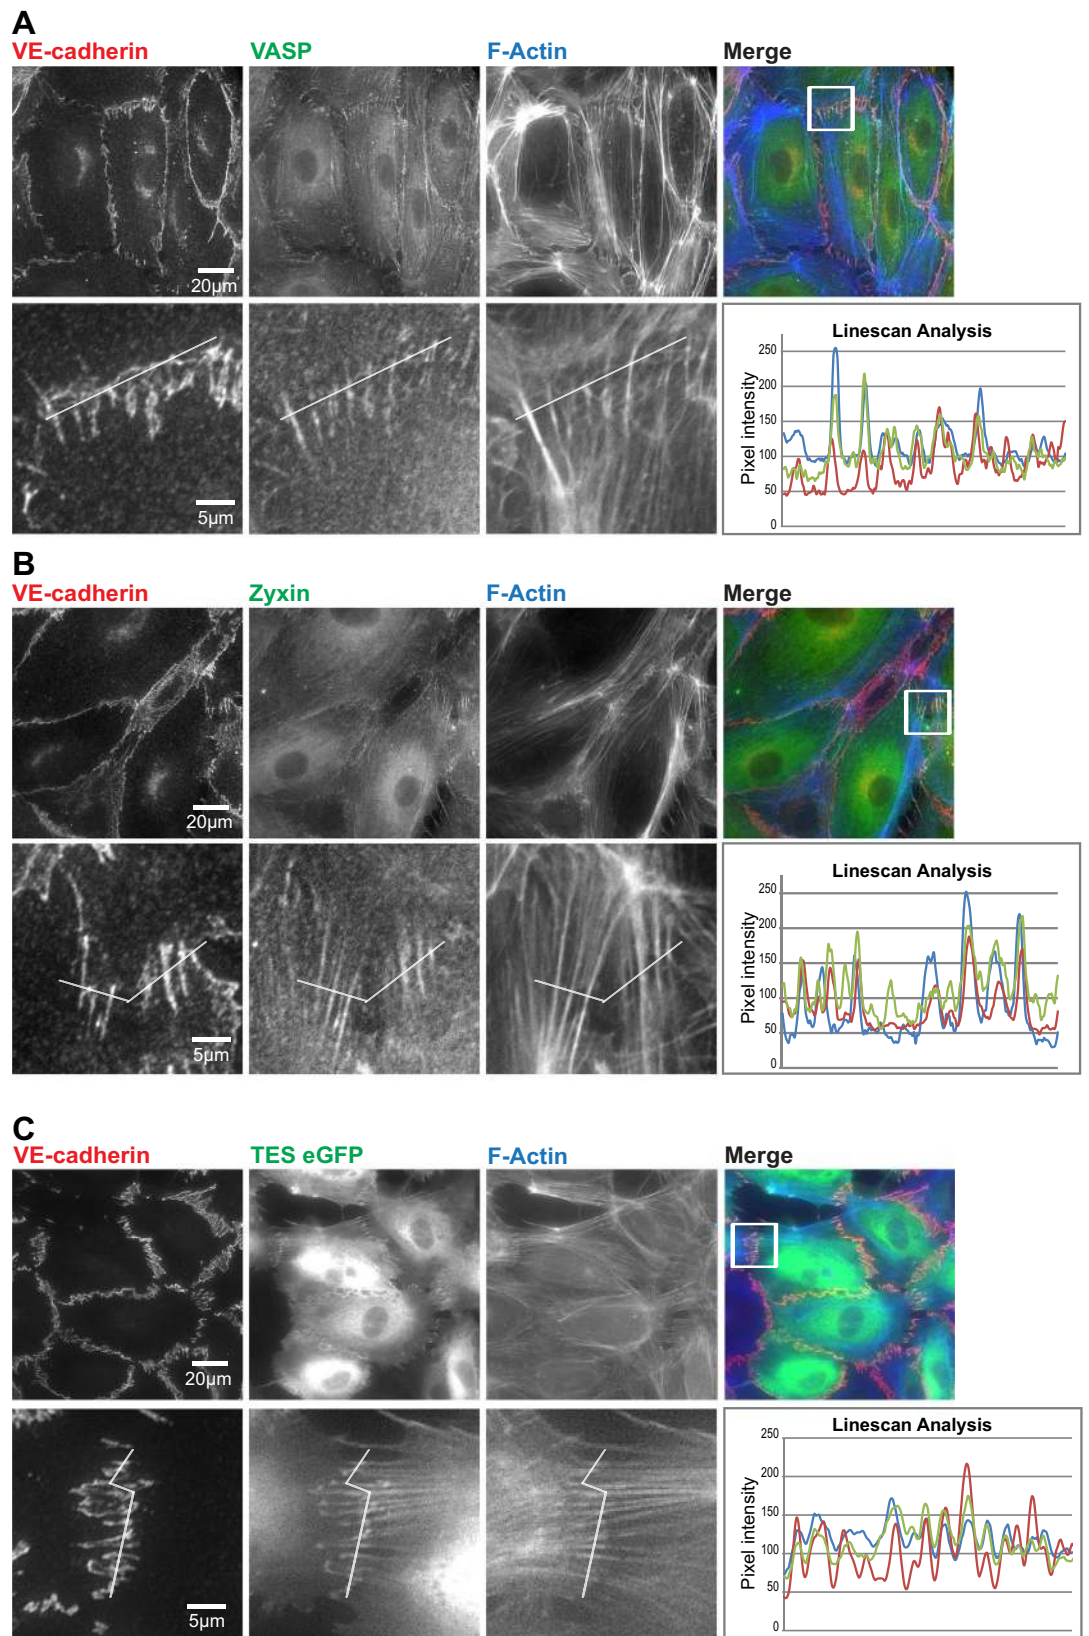 A
VE-cadherin VASP F-Actin Merge
20µm
5µm
Linescan Analysis
Pixel intensity
250
200
150
100
50
0
B
VE-cadherin Zyxin F-Actin Merge
20µm
5µm
Linescan Analysis
Pixel intensity
250
200
150
100
50
0
C
VE-cadherin TES eGFP F-Actin Merge
20µm
5µm
Linescan Analysis
Pixel intensity
250
200
150
100
50
0